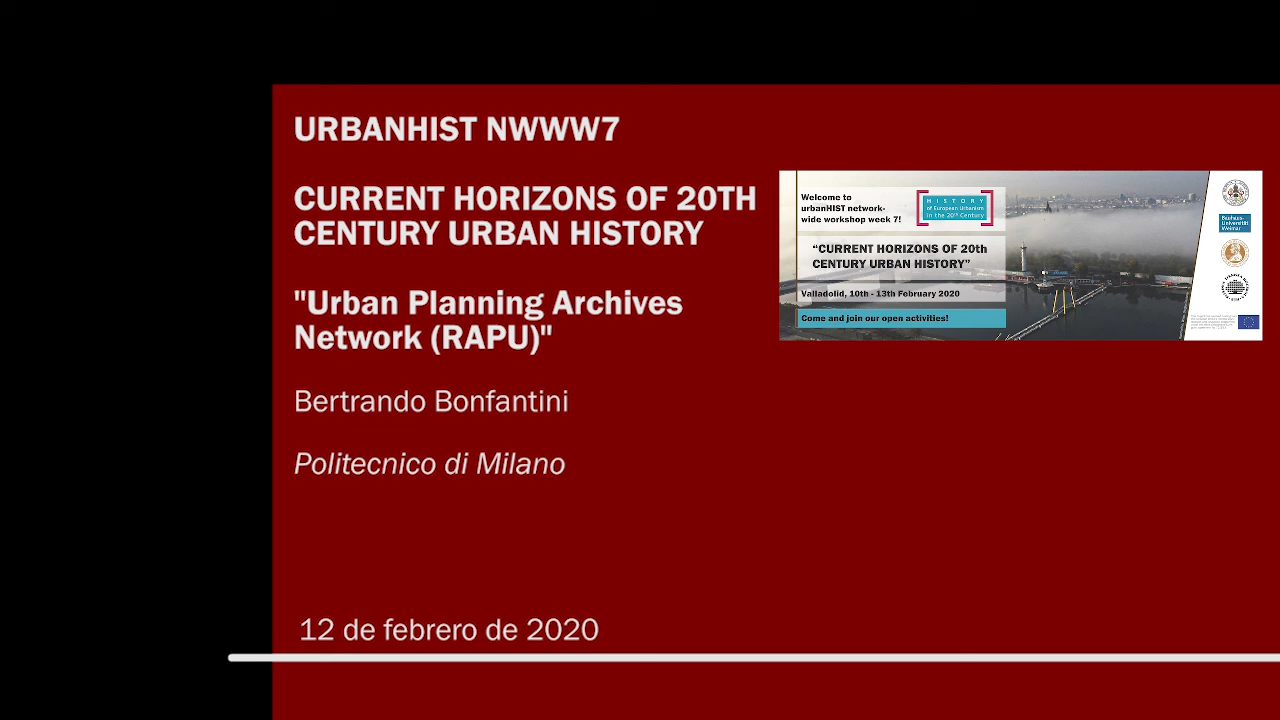 URBANHIST NWWW7
CURRENT HORIZONS OF 20TH
CENTURY URBAN HISTORY
"Urban Planning Archives
Network (RAPU)"
Bertrando Bonfantini
Politecnico di Milano
12 de febrero de 2020
Welcome to
urbanHIST network-
wide workshop week 7!
HISTORY
of European Urbanism
in the 20th Century
“CURRENT HORIZONS OF 20th
CENTURY URBAN HISTORY”
Valladolid, 10th - 13th February 2020
Come and join our open activities!
Bauhaus-
Universität
Weimar